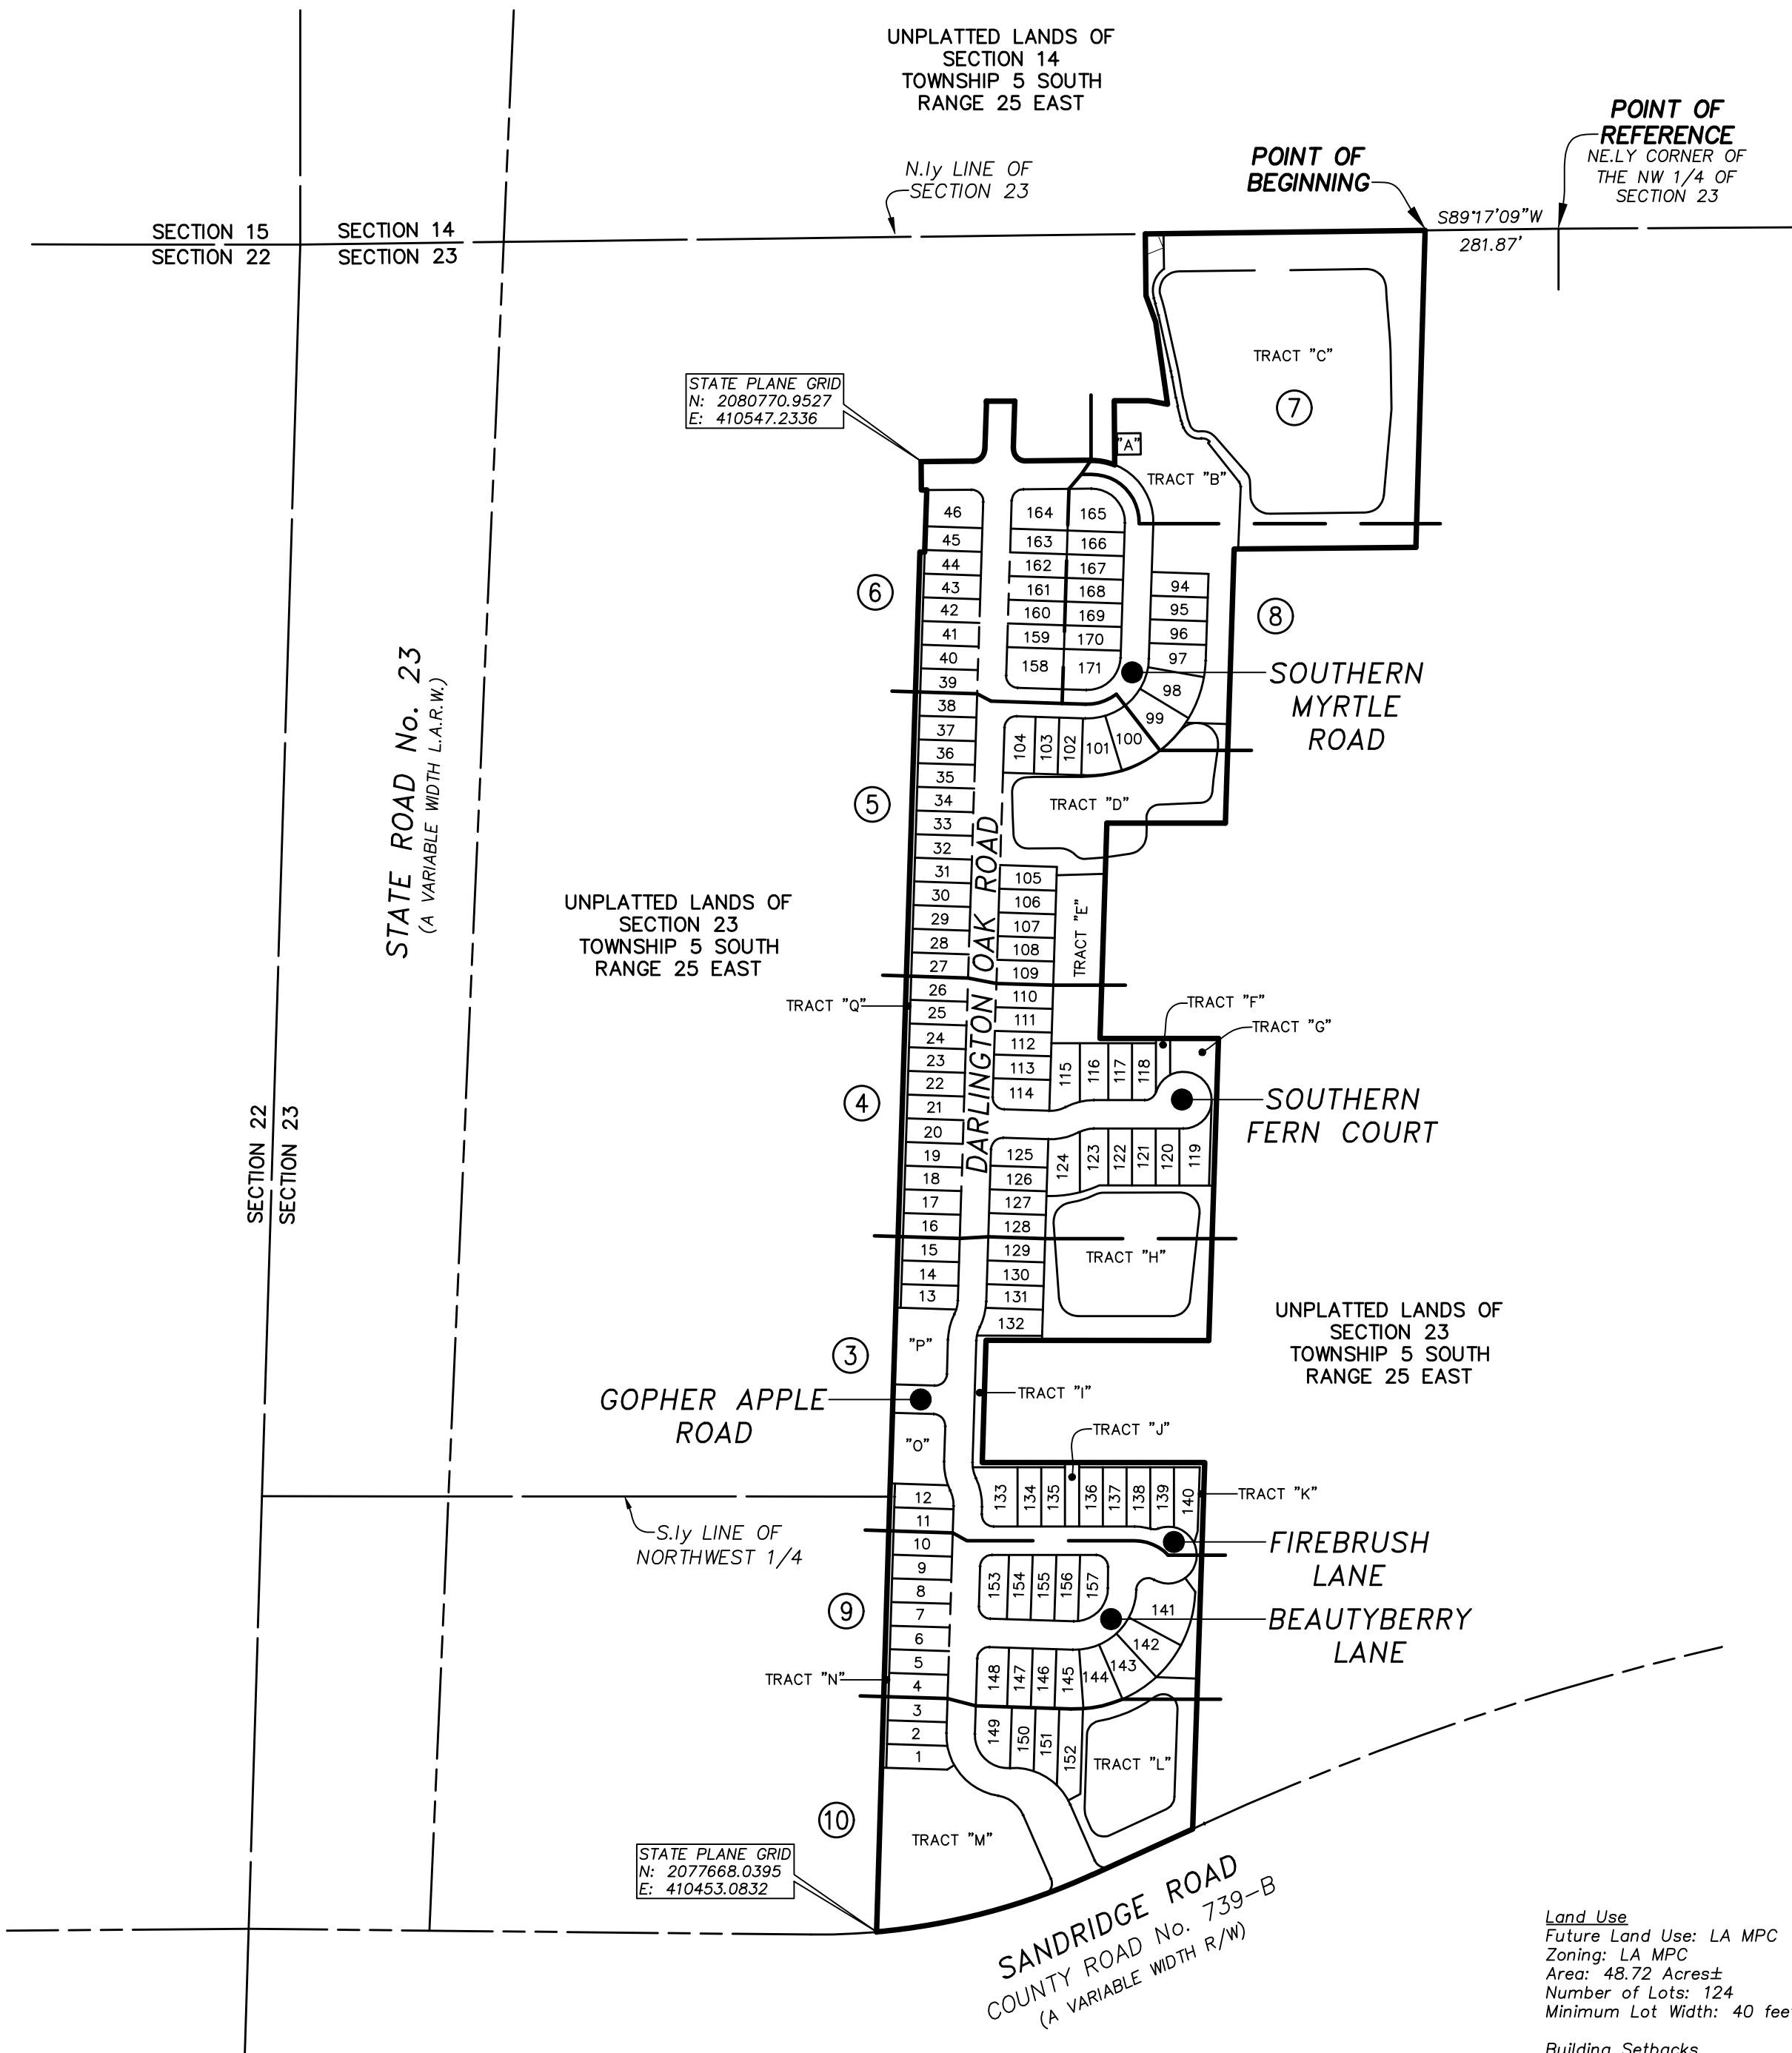 UNPLATTED LANDS OF
SECTION 14
TOWNSHIP 5 SOUTH
RANGE 25 EAST
POINT OF
REFERENCE
NE.LY CORNER OF
THE NW 1/4 OF
SECTION 23
POINT OF
BEGINNING
N.ly LINE OF
SECTION 23
S89°17'09"W
281.87'
SECTION 15
SECTION 14
SECTION 22
SECTION 23
TRACT "C"
7
STATE PLANE GRID
N: 2080770.9527
E: 410547.2336
"A"
TRACT "B"
46
45
44
43
42
41
40
39
38
37
36
35
34
33
32
31
30
29
28
27
26
25
24
23
22
21
20
19
18
17
16
15
14
13
164
163
162
161
160
159
158
165
166
167
168
169
170
171
94
95
96
97
98
99
100
101
102
103
104
6
8
SOUTHERN
MYRTLE
ROAD
STATE ROAD No. 23
(A VARIABLE WIDTH L.A.R.W.)
5
TRACT "D"
DARLINGTON OAK ROAD
UNPLATTED LANDS OF
SECTION 23
TOWNSHIP 5 SOUTH
RANGE 25 EAST
105
106
107
108
109
110
111
112
113
114
TRACT "E"
TRACT "Q"
TRACT "F"
TRACT "G"
115
116
117
118
4
SOUTHERN
FERN COURT
SECTION 22
SECTION 23
124
123
122
121
120
119
125
126
127
128
129
130
131
132
TRACT "H"
UNPLATTED LANDS OF
SECTION 23
TOWNSHIP 5 SOUTH
RANGE 25 EAST
"P"
3
TRACT "I"
GOPHER APPLE
ROAD
"O"
TRACT "J"
133
134
135
136
137
138
139
140
TRACT "K"
S.ly LINE OF
NORTHWEST 1/4
12
11
10
9
8
7
6
5
4
3
2
1
FIREBRUSH
LANE
153
154
155
156
157
9
BEAUTYBERRY
LANE
141
142
143
144
145
146
147
148
TRACT "N"
149
150
151
152
TRACT "L"
10
TRACT "M"
STATE PLANE GRID
N: 2077668.0395
E: 410453.0832
SANDRIDGE ROAD
COUNTY ROAD No. 739-B
(A VARIABLE WIDTH R/W)
Land Use
Future Land Use: LA MPC
Zoning: LA MPC
Area: 48.72 Acres±
Number of Lots: 124
Minimum Lot Width: 40 fee
Building Setbacks